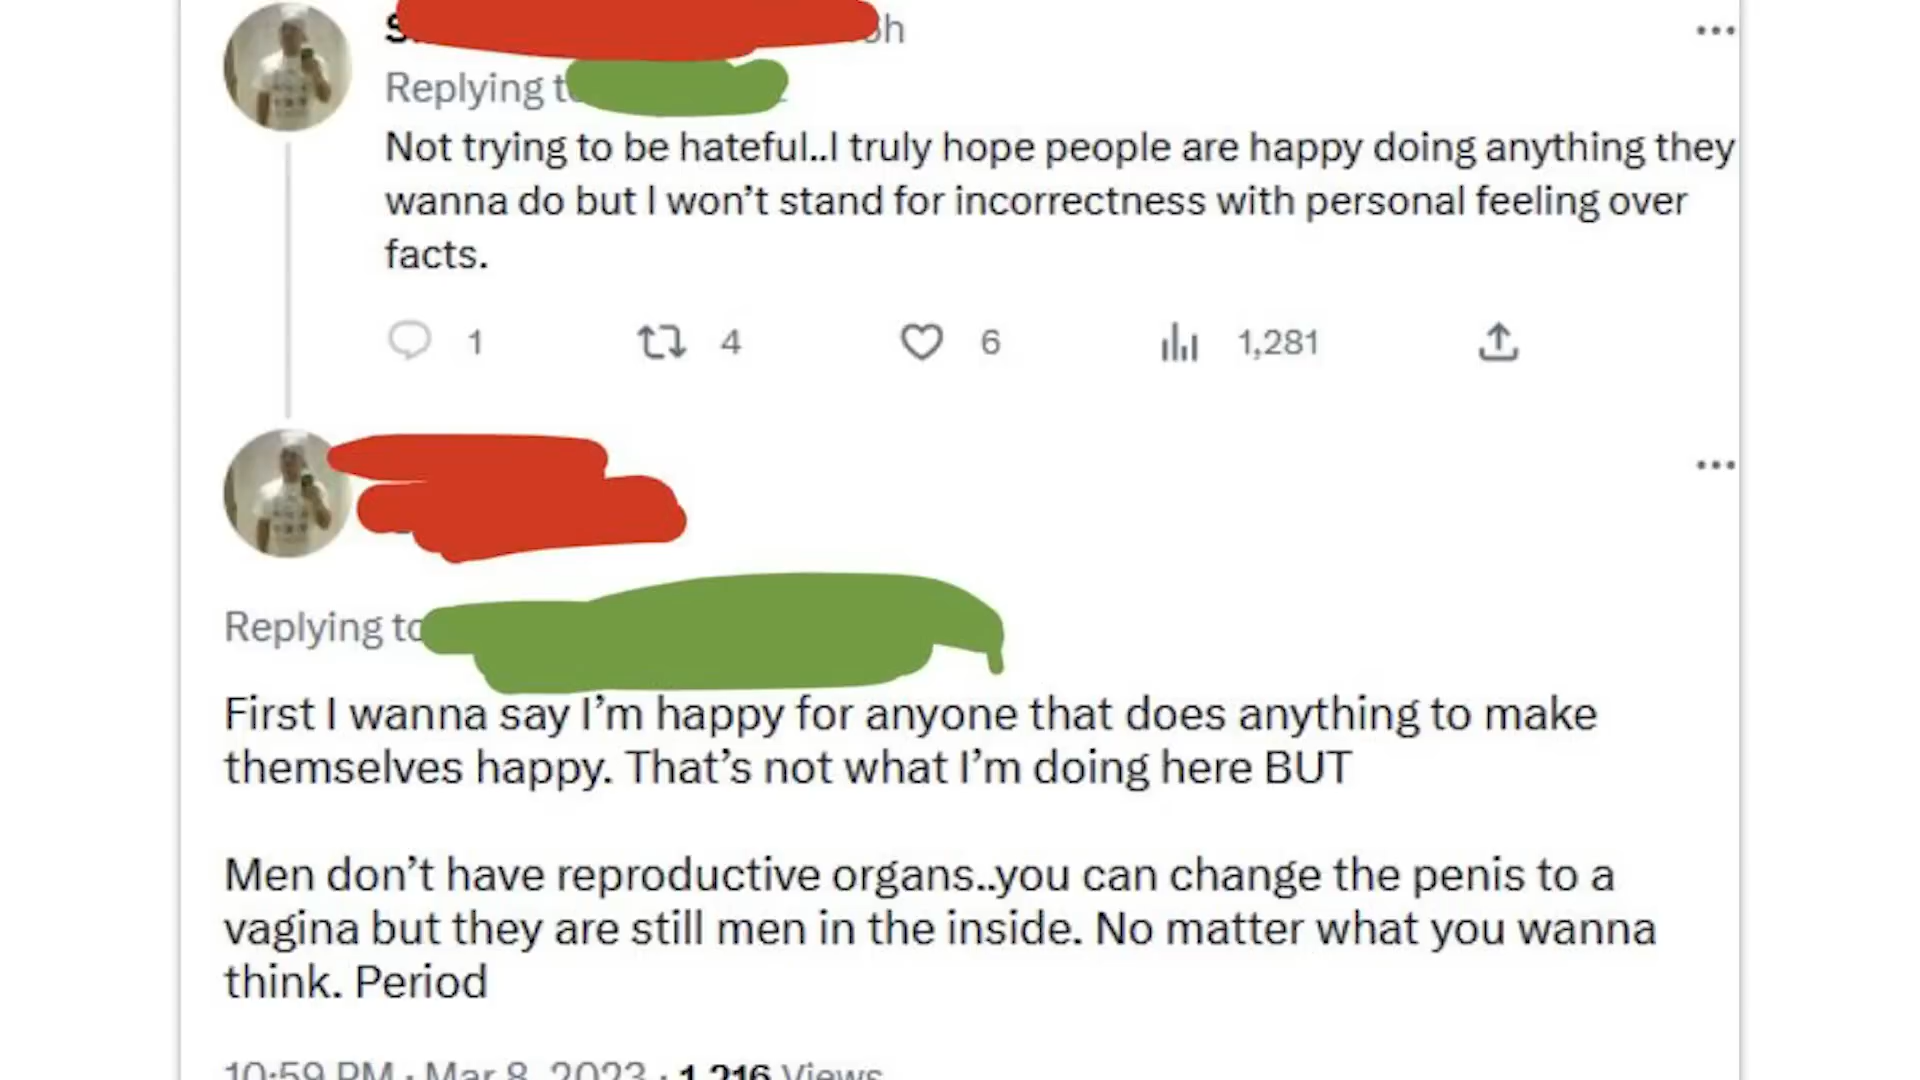 Replying
Not trying to be hateful..I truly hope people are happy doing anything they
wanna do but I won’t stand for incorrectness with personal feeling over
facts.
1 4 6 1,281
Replying to
First I wanna say I’m happy for anyone that does anything to make
themselves happy. That’s not what I’m doing here BUT
Men don’t have reproductive organs..you can change the penis to a
vagina but they are still men in the inside. No matter what you wanna
think. Period
10:59 PM · Mar 8, 2023 · 1,216 Views